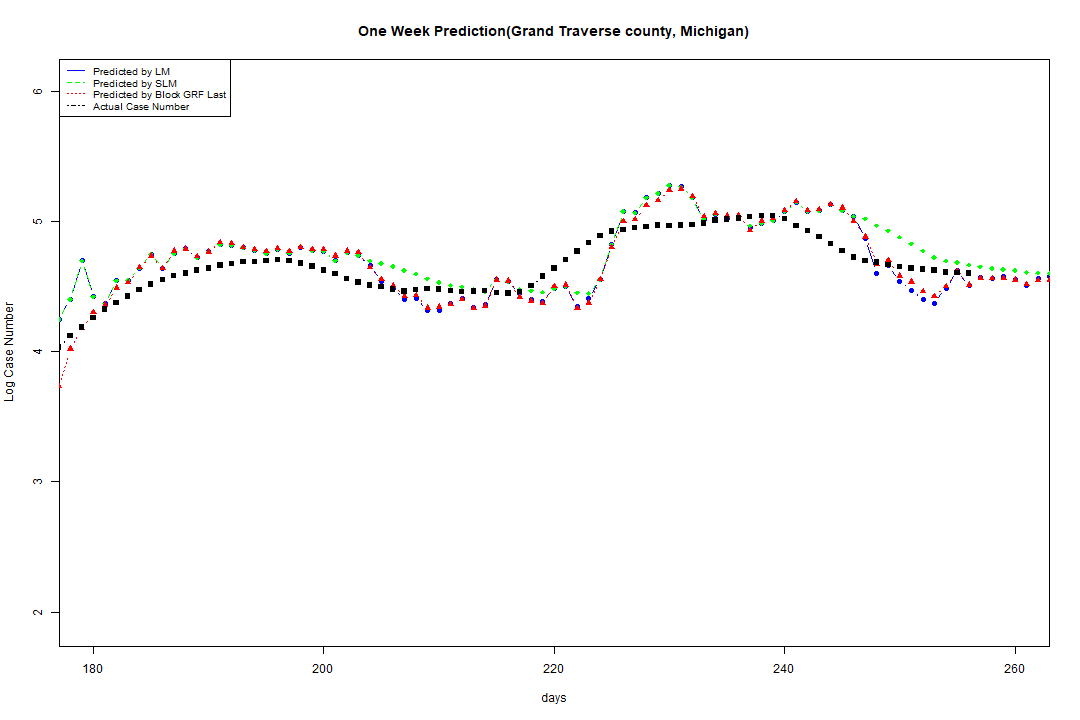 One Week Prediction(Grand Traverse county, Michigan)
Predicted by LM
Predicted by SLM
Predicted by Block GRF Last
Actual Case Number
6
5
4
3
2
Log Case Number
180 200 220 240 260
days